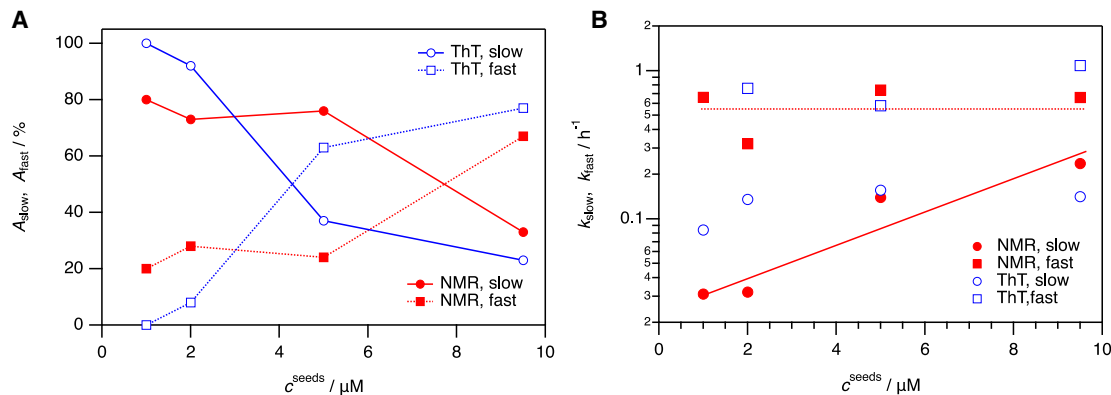 A
100
80
60
40
20
0
A_slow, A_fast / %
ThT, slow
ThT, fast
NMR, slow
NMR, fast
0 2 4 6 8 10
c^seeds / μM
B
2
1
6
5
4
3
2
0.1
6
5
4
3
2
k_slow, k_fast / h^-1
NMR, slow
NMR, fast
ThT, slow
ThT,fast
0 2 4 6 8 10
c^seeds / μM